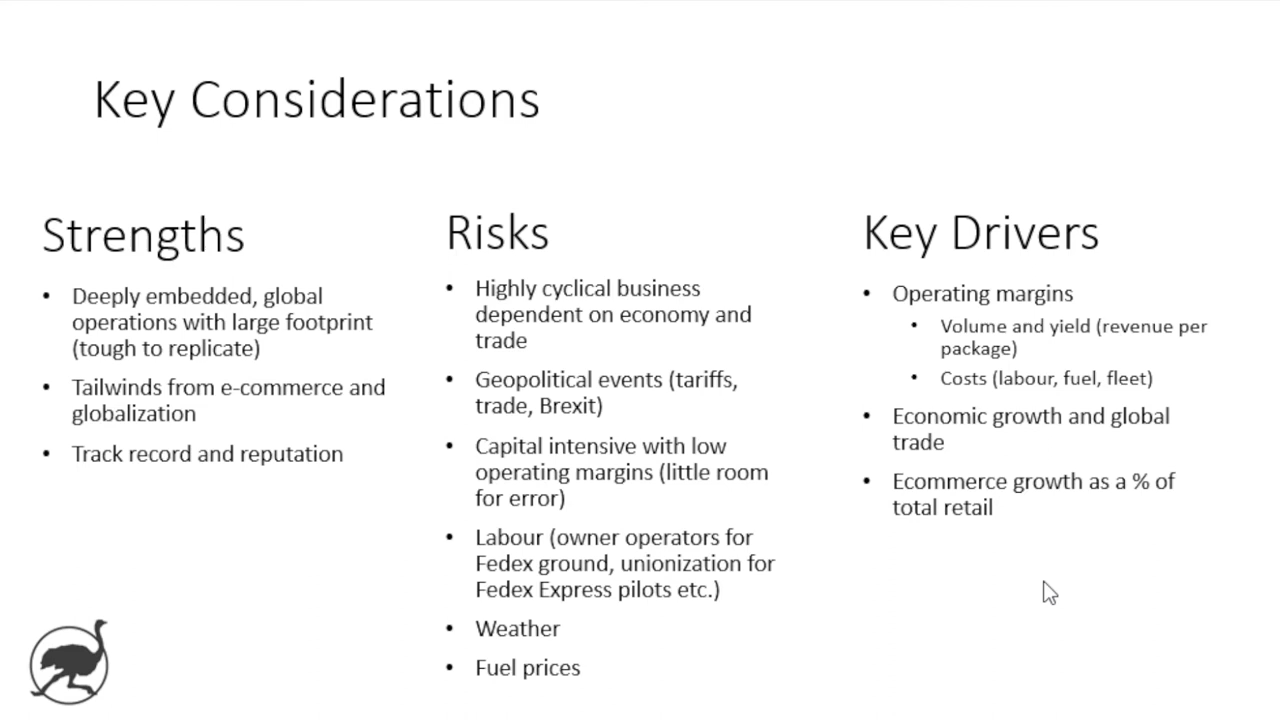 Key Considerations
Strengths
• Deeply embedded, global
operations with large footprint
(tough to replicate)
• Tailwinds from e-commerce and
globalization
• Track record and reputation
Risks
• Highly cyclical business
dependent on economy and
trade
• Geopolitical events (tariffs,
trade, Brexit)
• Capital intensive with low
operating margins (little room
for error)
• Labour (owner operators for
Fedex ground, unionization for
Fedex Express pilots etc.)
• Weather
• Fuel prices
Key Drivers
• Operating margins
• Volume and yield (revenue per
package)
• Costs (labour, fuel, fleet)
• Economic growth and global
trade
• Ecommerce growth as a % of
total retail